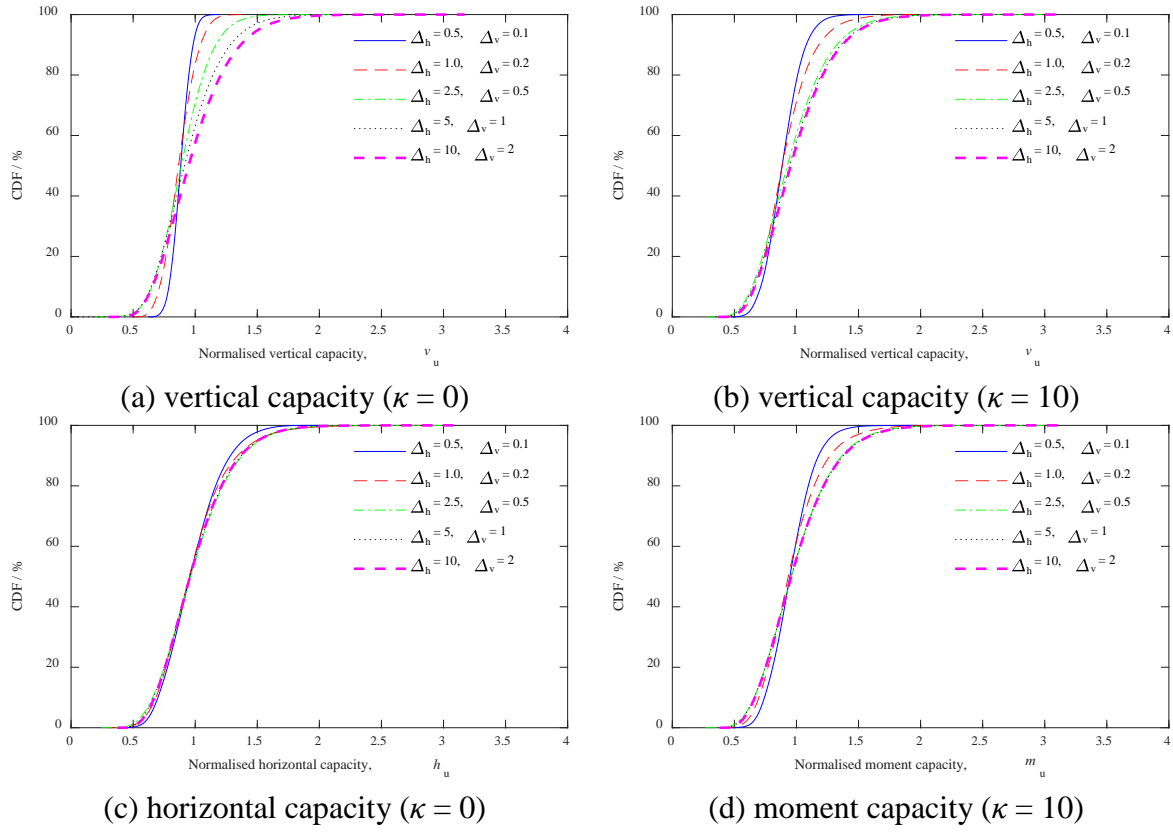 100
80
60
40
20
0
CDF / %
Δh = 0.5, Δv = 0.1
Δh = 1.0, Δv = 0.2
Δh = 2.5, Δv = 0.5
Δh = 5, Δv = 1
Δh = 10, Δv = 2
0 0.5 1 1.5 2 2.5 3 3.5 4
Normalised vertical capacity, vu
(a) vertical capacity (κ = 0)
100
80
60
40
20
0
CDF / %
Δh = 0.5, Δv = 0.1
Δh = 1.0, Δv = 0.2
Δh = 2.5, Δv = 0.5
Δh = 5, Δv = 1
Δh = 10, Δv = 2
0 0.5 1 1.5 2 2.5 3 3.5 4
Normalised vertical capacity, vu
(b) vertical capacity (κ = 10)
100
80
60
40
20
0
CDF / %
Δh = 0.5, Δv = 0.1
Δh = 1.0, Δv = 0.2
Δh = 2.5, Δv = 0.5
Δh = 5, Δv = 1
Δh = 10, Δv = 2
0 0.5 1 1.5 2 2.5 3 3.5 4
Normalised horizontal capacity, hu
(c) horizontal capacity (κ = 0)
100
80
60
40
20
0
CDF / %
Δh = 0.5, Δv = 0.1
Δh = 1.0, Δv = 0.2
Δh = 2.5, Δv = 0.5
Δh = 5, Δv = 1
Δh = 10, Δv = 2
0 0.5 1 1.5 2 2.5 3 3.5 4
Normalised moment capacity, mu
(d) moment capacity (κ = 10)